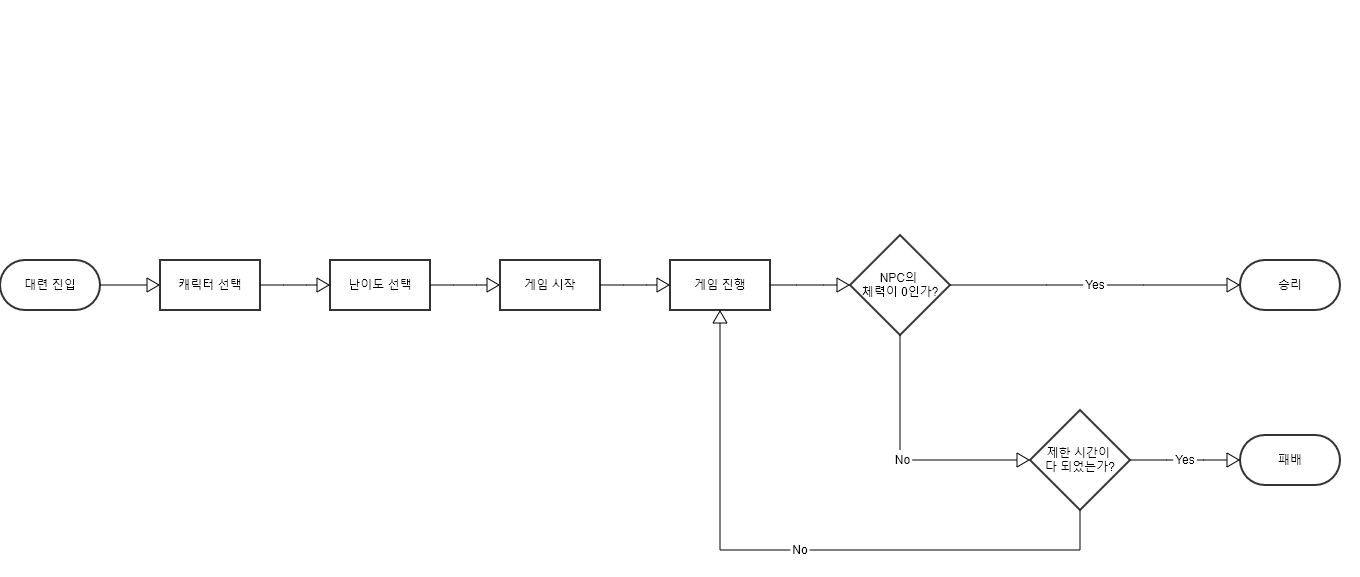 대련 진입
캐릭터 선택
난이도 선택
게임 시작
게임 진행
NPC의
체력이 0인가?
Yes
승리
No
제한 시간이
다 되었는가?
Yes
패배
No